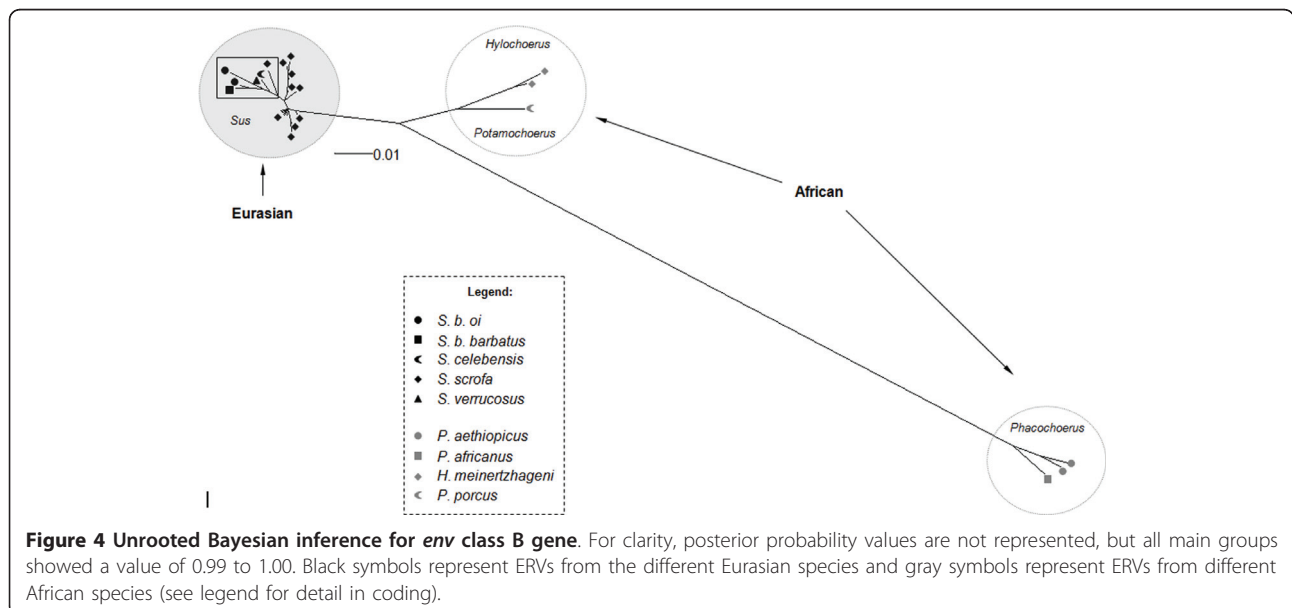 Hylochoerus
Sus
Potamochoerus
0.01
African
Eurasian
Legend:
S. b. oi
S. b. barbatus
S. celebensis
S. scrofa
S. verrucosus
P. aethiopicus
P. africanus
H. meinertzhageni
P. porcus
Phacochoerus
Figure 4 Unrooted Bayesian inference for env class B gene. For clarity, posterior probability values are not represented, but all main groups
showed a value of 0.99 to 1.00. Black symbols represent ERVs from the different Eurasian species and gray symbols represent ERVs from different
African species (see legend for detail in coding).